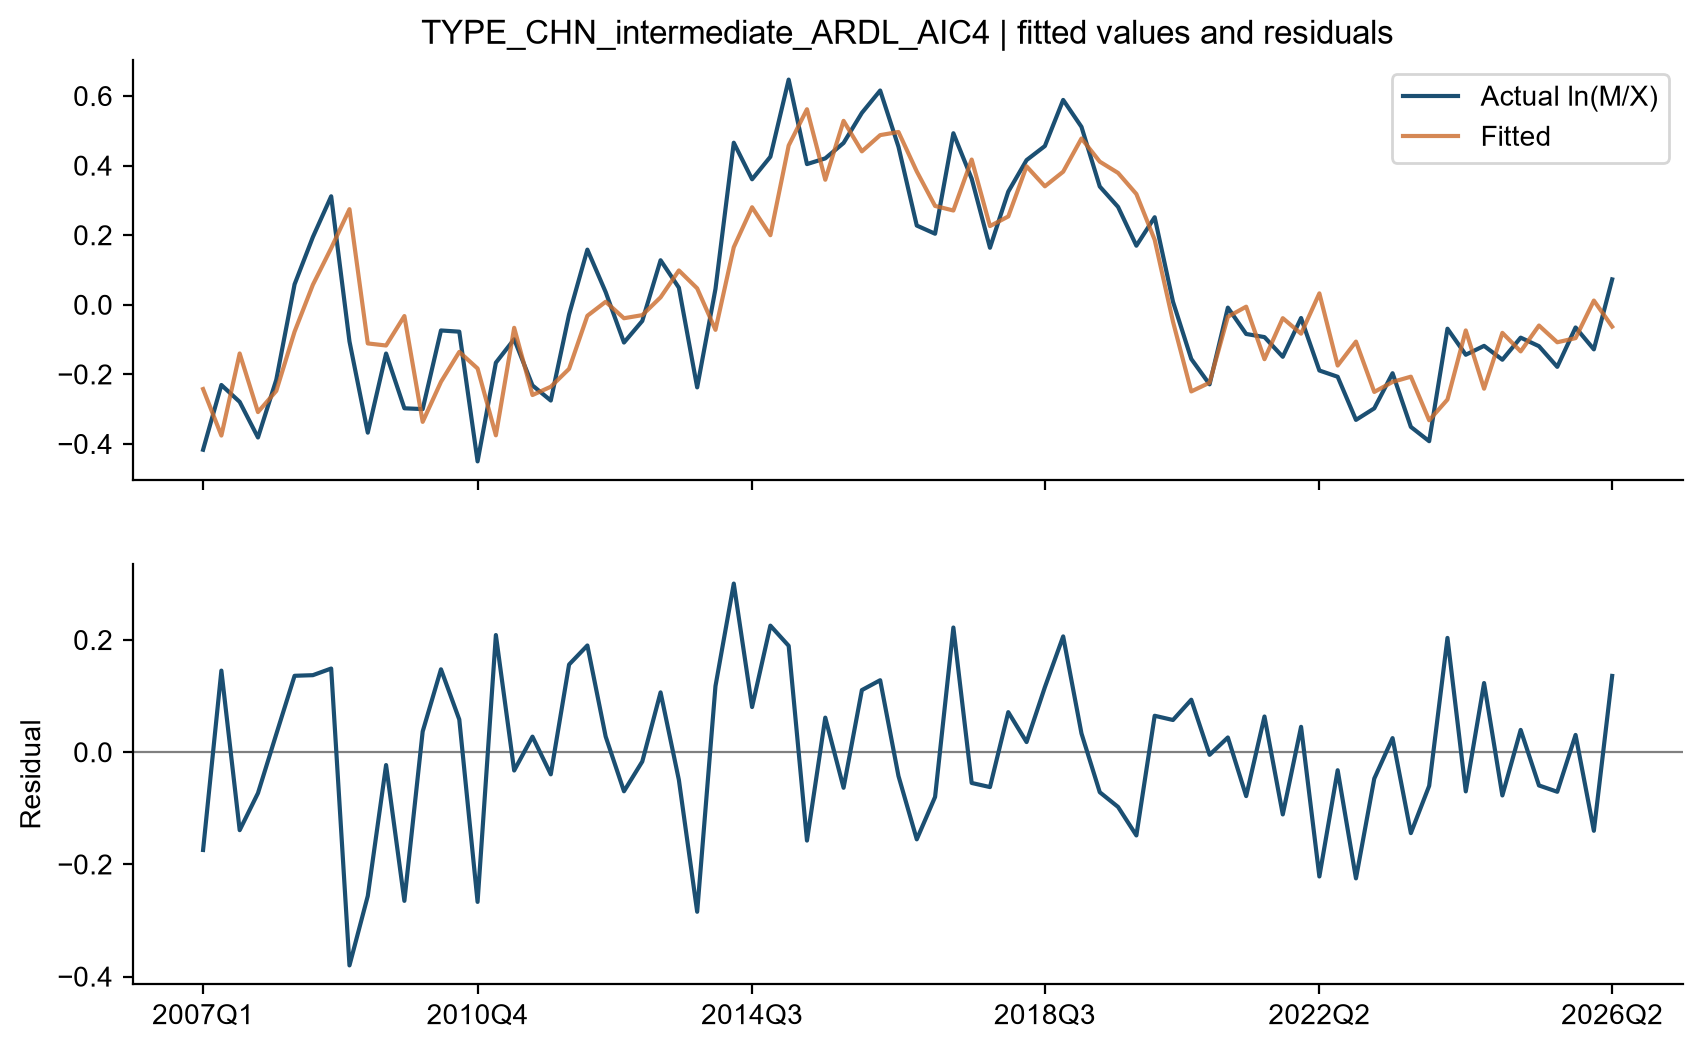 TYPE_CHN_intermediate_ARDL_AIC4 | fitted values and residuals
Actual ln(M/X)
Fitted
0.6
0.4
0.2
0.0
−0.2
−0.4
Residual
0.2
0.0
−0.2
−0.4
2007Q1
2010Q4
2014Q3
2018Q3
2022Q2
2026Q2